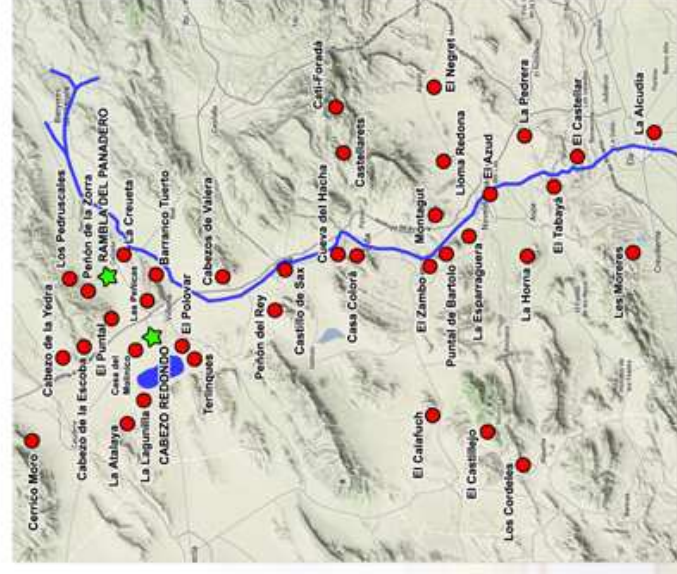 Cerrico Moro
Cabezo de la Yedra
Cabezo de la Escoba
Los Pedruscales
Peñón de la Zorra
RAMBLA DEL PANADERO
El Puntal
La Creueta
Casa del
Molinico
Las Peñicas
Barranco Tuerto
La Atalaya
La Lagunilla
CABEZO REDONDO
El Polovar
Terlinques
Cabezos de Valera
Peñón del Rey
Castillo de Sax
Cueva del Hacha
Casa Colorá
Catí-Foradá
Castellarets
El Zambo
Puntal de Bartolo
Montagut
La Esparraguera
Lloma Redona
El Negret
El Azud
La Pedrera
El Castellar
El Tabayá
La Horna
Les Moreres
La Alcudia
El Calafuch
El Castillejo
Los Cordeles